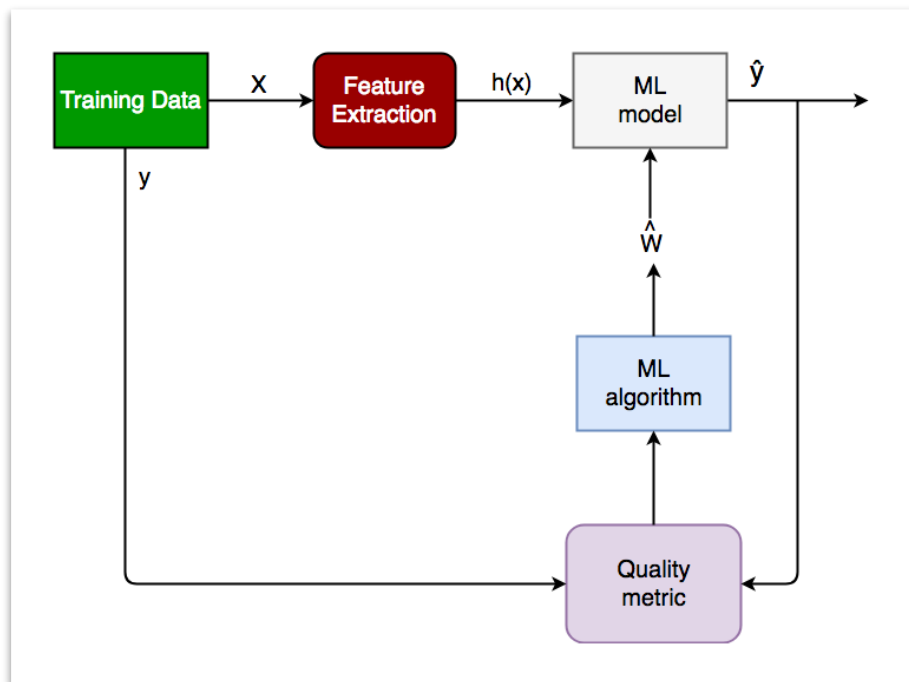 Training Data
X
Feature
Extraction
h(x)
ML
model
ŷ
y
ŵ
ML
algorithm
Quality
metric